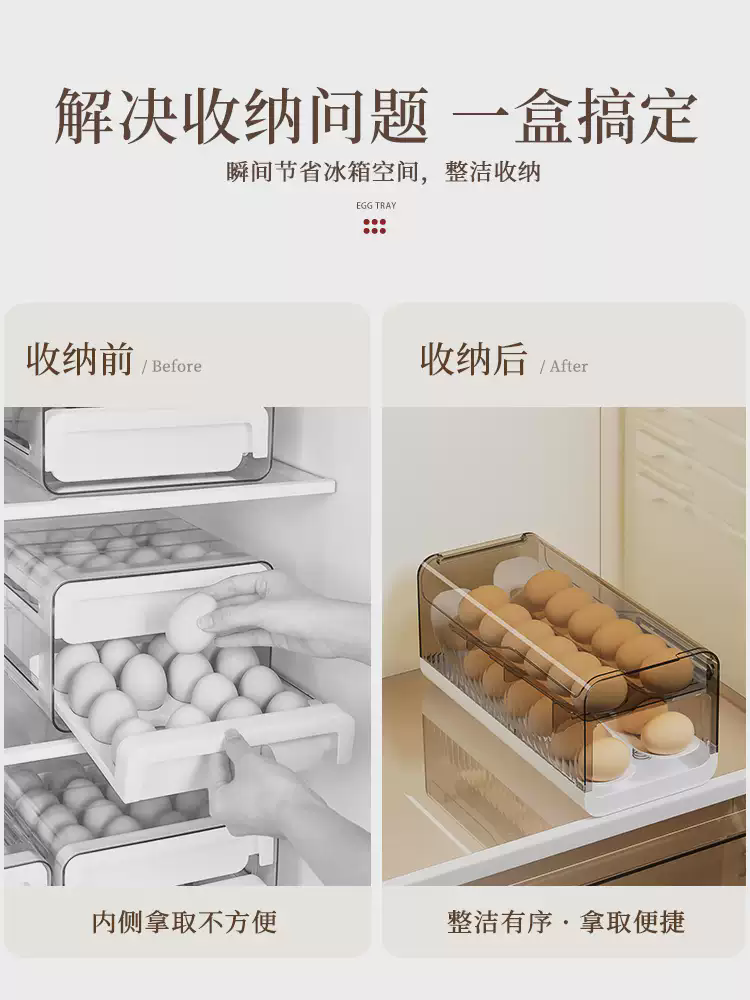 解决收纳问题 一盒搞定
瞬间节省冰箱空间，整洁收纳
EGG TRAY
收纳前 / Before
收纳后 / After
内侧拿取不方便
整洁有序·拿取便捷